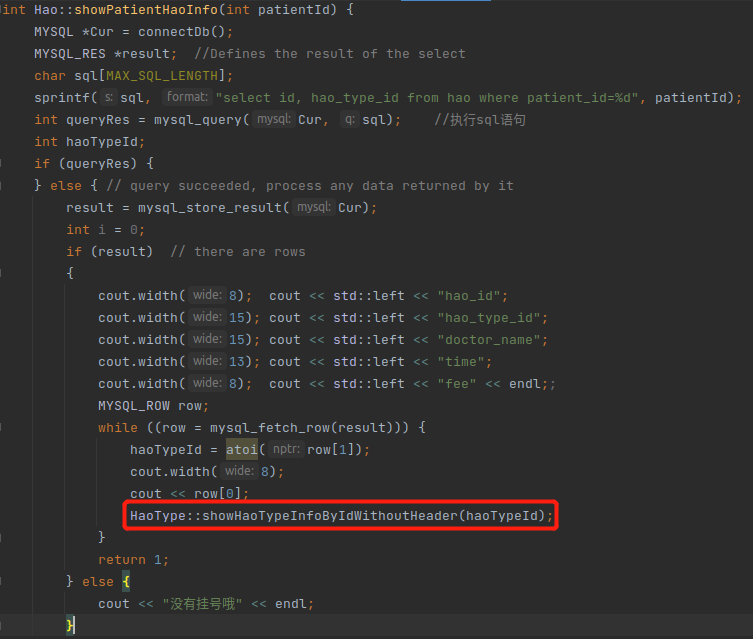 int Hao::showPatientHaoInfo(int patientId) {
MYSQL *Cur = connectDb();
MYSQL_RES *result;  //Defines the result of the select
char sql[MAX_SQL_LENGTH];
sprintf( s: sql,  format: "select id, hao_type_id from hao where patient_id=%d", patientId);
int queryRes = mysql_query( mysql: Cur,  q: sql);    //执行sql语句
int haoTypeId;
if (queryRes) {
} else { // query succeeded, process any data returned by it
result = mysql_store_result( mysql: Cur);
int i = 0;
if (result)  // there are rows
{
cout.width( wide: 8);  cout << std::left << "hao_id";
cout.width( wide: 15); cout << std::left << "hao_type_id";
cout.width( wide: 15); cout << std::left << "doctor_name";
cout.width( wide: 13); cout << std::left << "time";
cout.width( wide: 8);  cout << std::left << "fee" << endl;;
MYSQL_ROW row;
while ((row = mysql_fetch_row(result))) {
haoTypeId = atoi( nptr: row[1]);
cout.width( wide: 8);
cout << row[0];
HaoType::showHaoTypeInfoByIdWithoutHeader(haoTypeId);
}
return 1;
} else {
cout << "没有挂号哦" << endl;
}